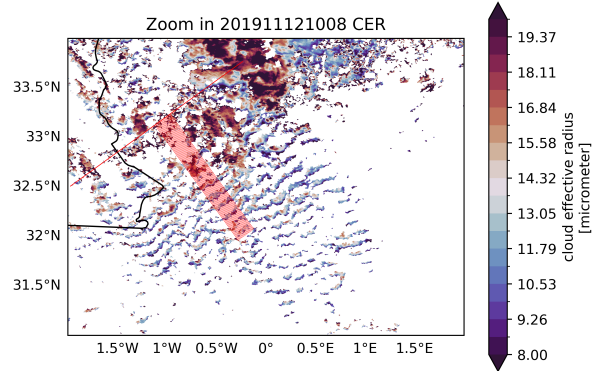 Zoom in 201911121008 CER
33.5°N
33°N
32.5°N
32°N
31.5°N
1.5°W 1°W 0.5°W 0° 0.5°E 1°E 1.5°E
19.37
18.11
16.84
15.58
14.32
13.05
11.79
10.53
9.26
8.00
cloud effective radius
[micrometer]